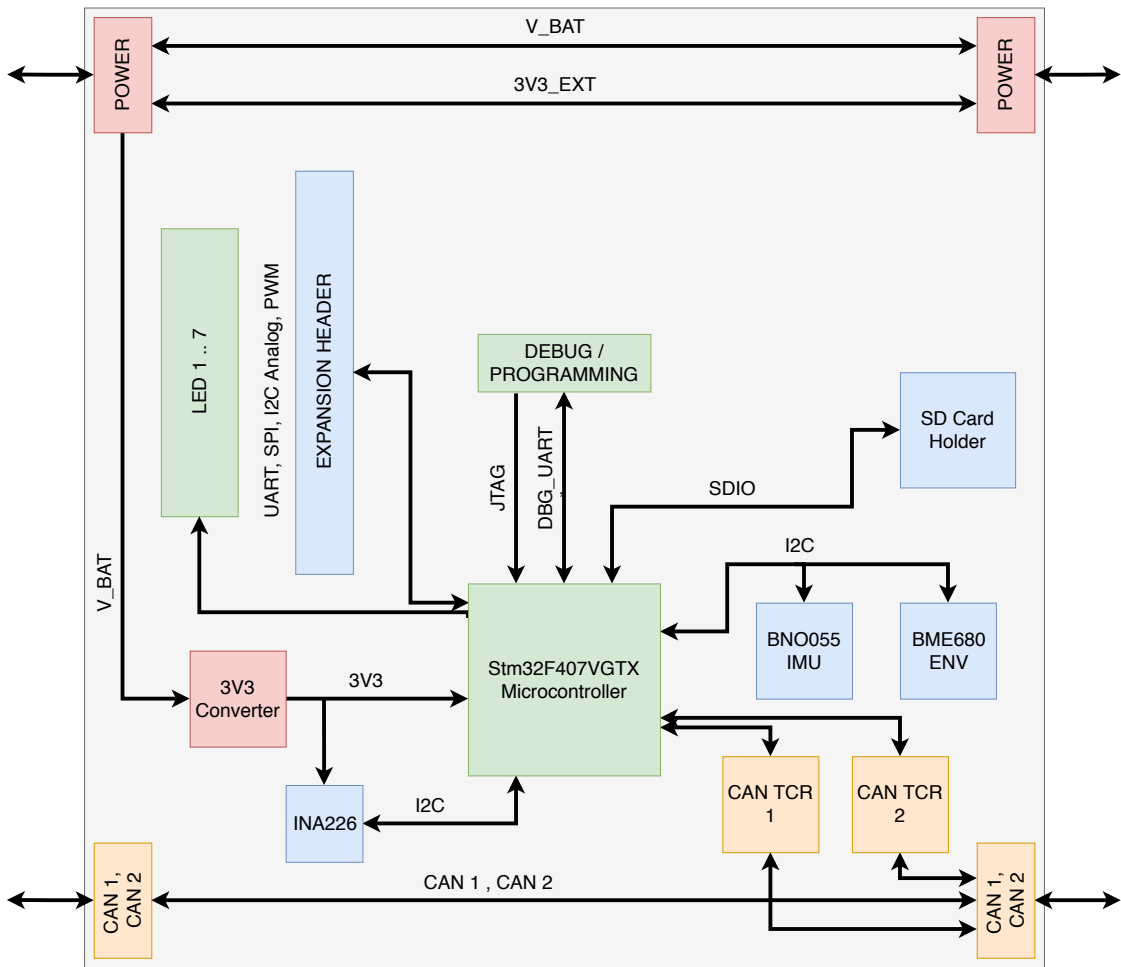 V_BAT
POWER
POWER
3V3_EXT
LED 1 .. 7
UART, SPI, I2C Analog, PWM
EXPANSION HEADER
DEBUG /
PROGRAMMING
SD Card
Holder
JTAG
DBG_UART
SDIO
V_BAT
I2C
BNO055
IMU
BME680
ENV
Stm32F407VGTX
Microcontroller
3V3
Converter
3V3
CAN TCR
1
CAN TCR
2
INA226
I2C
CAN 1,
CAN 2
CAN 1 , CAN 2
CAN 1,
CAN 2